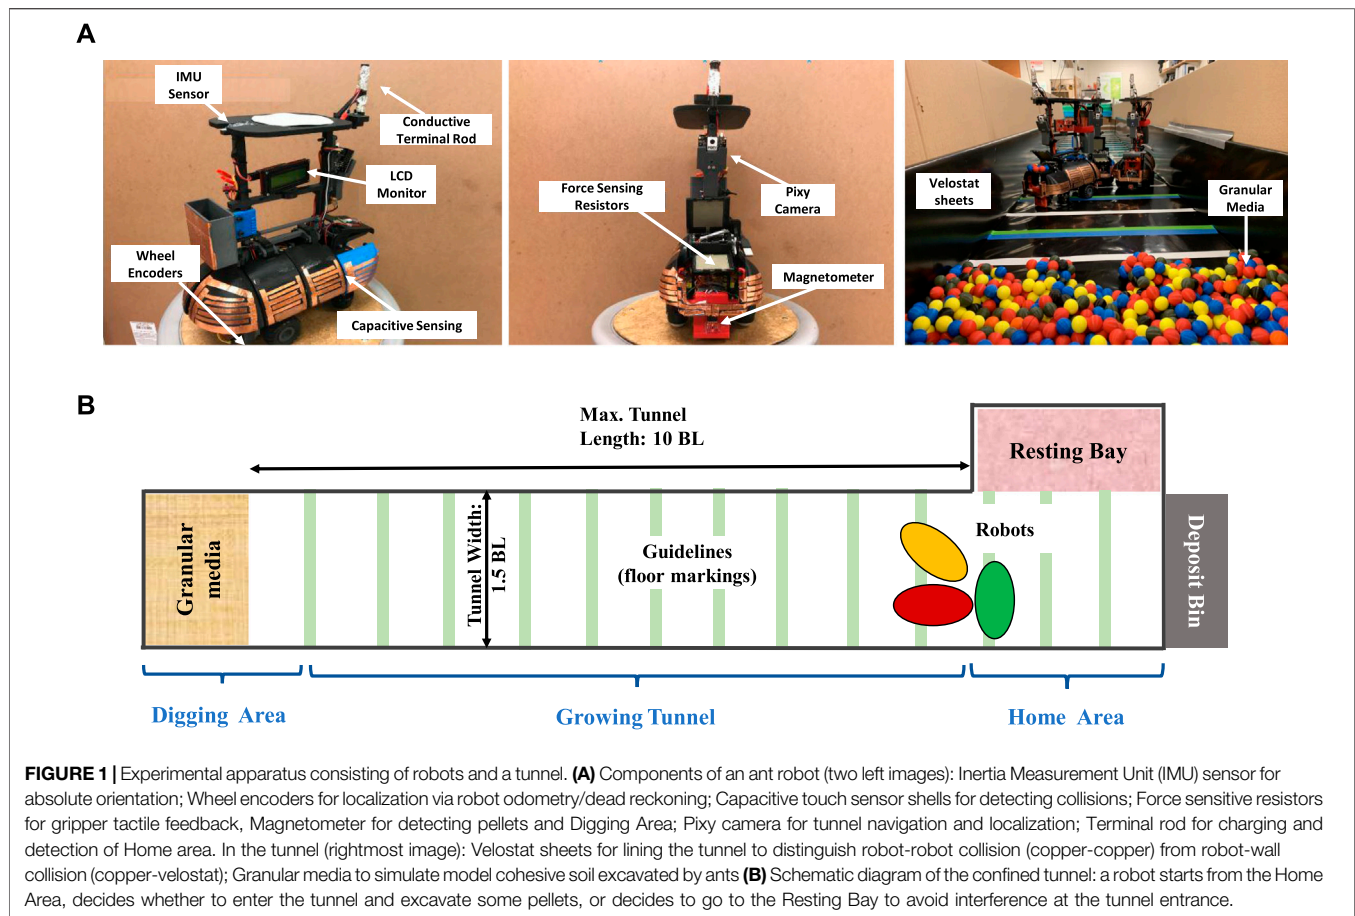 A
IMU
Sensor
Conductive
Terminal Rod
LCD
Monitor
Wheel
Encoders
Capacitive Sensing
Force Sensing
Resistors
Pixy
Camera
Magnetometer
Velostat
sheets
Granular
Media
B
Max. Tunnel
Length: 10 BL
Resting Bay
Granular
media
Tunnel Width:
1.5 BL
Guidelines
(floor markings)
Robots
Deposit Bin
Digging Area
Growing Tunnel
Home Area
FIGURE 1 | Experimental apparatus consisting of robots and a tunnel. (A) Components of an ant robot (two left images): Inertia Measurement Unit (IMU) sensor for
absolute orientation; Wheel encoders for localization via robot odometry/dead reckoning; Capacitive touch sensor shells for detecting collisions; Force sensitive resistors
for gripper tactile feedback, Magnetometer for detecting pellets and Digging Area; Pixy camera for tunnel navigation and localization; Terminal rod for charging and
detection of Home area. In the tunnel (rightmost image): Velostat sheets for lining the tunnel to distinguish robot-robot collision (copper-copper) from robot-wall
collision (copper-velostat); Granular media to simulate model cohesive soil excavated by ants (B) Schematic diagram of the confined tunnel: a robot starts from the Home
Area, decides whether to enter the tunnel and excavate some pellets, or decides to go to the Resting Bay to avoid interference at the tunnel entrance.